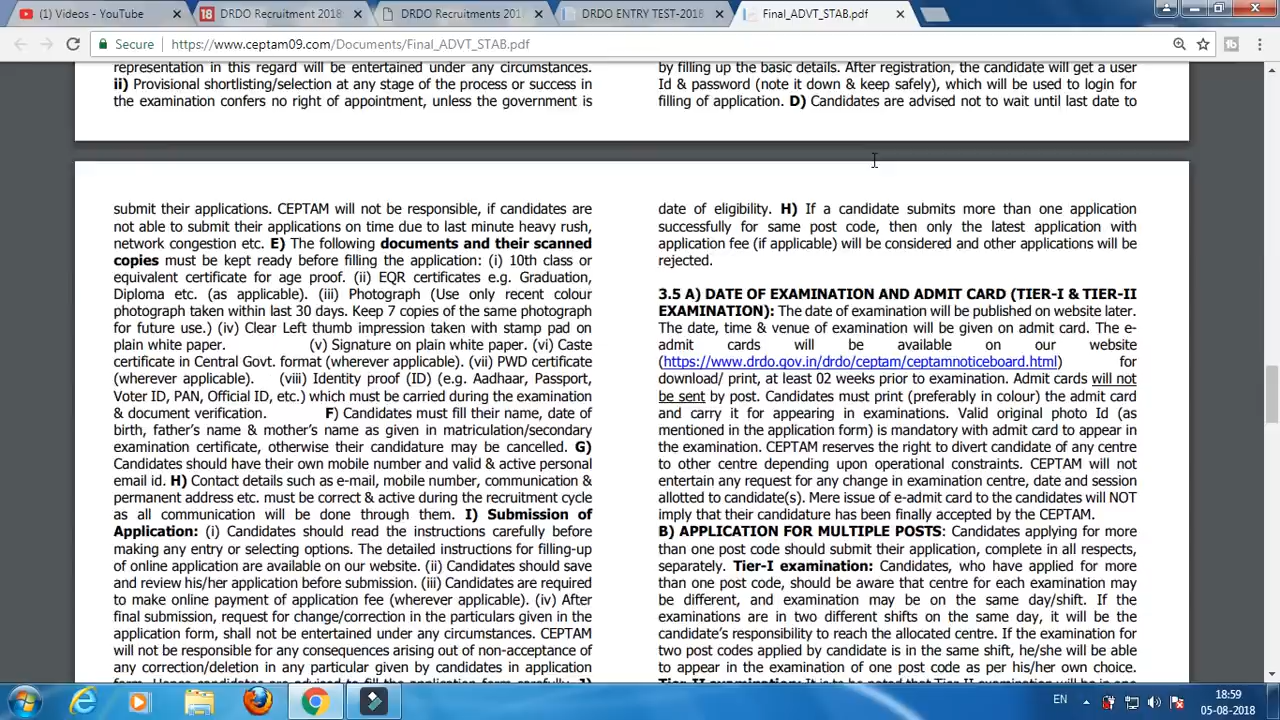 (1) Videos - YouTube
DRDO Recruitment 2018
DRDO Recruitments 201
DRDO ENTRY TEST-2018
Final_ADVT_STAB.pdf
Secure
https://www.ceptam09.com/Documents/Final_ADVT_STAB.pdf
representation in this regard will be entertained under any circumstances.
ii) Provisional shortlisting/selection at any stage of the process or success in
the examination confers no right of appointment, unless the government is
by filling up the basic details. After registration, the candidate will get a user
Id & password (note it down & keep safely), which will be used to login for
filling of application. D) Candidates are advised not to wait until last date to
submit their applications. CEPTAM will not be responsible, if candidates are
not able to submit their applications on time due to last minute heavy rush,
network congestion etc. E) The following documents and their scanned
copies must be kept ready before filling the application: (i) 10th class or
equivalent certificate for age proof. (ii) EQR certificates e.g. Graduation,
Diploma etc. (as applicable). (iii) Photograph (Use only recent colour
photograph taken within last 30 days. Keep 7 copies of the same photograph
for future use.) (iv) Clear Left thumb impression taken with stamp pad on
plain white paper. (v) Signature on plain white paper. (vi) Caste
certificate in Central Govt. format (wherever applicable). (vii) PWD certificate
(wherever applicable). (viii) Identity proof (ID) (e.g. Aadhaar, Passport,
Voter ID, PAN, Official ID, etc.) which must be carried during the examination
& document verification. F) Candidates must fill their name, date of
birth, father's name & mother's name as given in matriculation/secondary
examination certificate, otherwise their candidature may be cancelled. G)
Candidates should have their own mobile number and valid & active personal
email id. H) Contact details such as e-mail, mobile number, communication &
permanent address etc. must be correct & active during the recruitment cycle
as all communication will be done through them. I) Submission of
Application: (i) Candidates should read the instructions carefully before
making any entry or selecting options. The detailed instructions for filling-up
of online application are available on our website. (ii) Candidates should save
and review his/her application before submission. (iii) Candidates are required
to make online payment of application fee (wherever applicable). (iv) After
final submission, request for change/correction in the particulars given in the
application form, shall not be entertained under any circumstances. CEPTAM
will not be responsible for any consequences arising out of non-acceptance of
any correction/deletion in any particular given by candidates in application
form. Hence candidates are advised to fill the application form carefully. J)
date of eligibility. H) If a candidate submits more than one application
successfully for same post code, then only the latest application with
application fee (if applicable) will be considered and other applications will be
rejected.
3.5 A) DATE OF EXAMINATION AND ADMIT CARD (TIER-I & TIER-II
EXAMINATION): The date of examination will be published on website later.
The date, time & venue of examination will be given on admit card. The e-
admit cards will be available on our website
(https://www.drdo.gov.in/drdo/ceptam/ceptamnoticeboard.html) for
download/ print, at least 02 weeks prior to examination. Admit cards will not
be sent by post. Candidates must print (preferably in colour) the admit card
and carry it for appearing in examinations. Valid original photo Id (as
mentioned in the application form) is mandatory with admit card to appear in
the examination. CEPTAM reserves the right to divert candidate of any centre
to other centre depending upon operational constraints. CEPTAM will not
entertain any request for any change in examination centre, date and session
allotted to candidate(s). Mere issue of e-admit card to the candidates will NOT
imply that their candidature has been finally accepted by the CEPTAM.
B) APPLICATION FOR MULTIPLE POSTS: Candidates applying for more
than one post code should submit their application, complete in all respects,
separately. Tier-I examination: Candidates, who have applied for more
than one post code, should be aware that centre for each examination may
be different, and examination may be on the same day/shift. If the
examinations are in two different shifts on the same day, it will be the
candidate's responsibility to reach the allocated centre. If the examination for
two post codes applied by candidate is in the same shift, he/she will be able
to appear in the examination of one post code as per his/her own choice.
Tier-II examination: It is to be noted that Tier-II examination will be in one
EN
18:59
05-08-2018